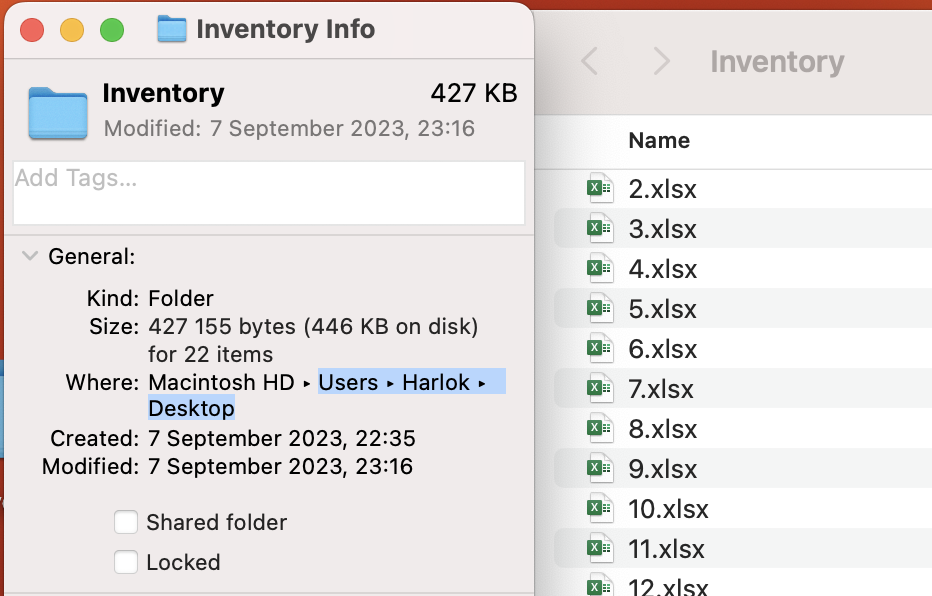 Inventory Info
Inventory 427 KB
Modified: 7 September 2023, 23:16
Add Tags...
General:
Kind: Folder
Size: 427 155 bytes (446 KB on disk)
for 22 items
Where: Macintosh HD ▸ Users ▸ Harlok ▸
Desktop
Created: 7 September 2023, 22:35
Modified: 7 September 2023, 23:16
Shared folder
Locked
Inventory
Name
2.xlsx
3.xlsx
4.xlsx
5.xlsx
6.xlsx
7.xlsx
8.xlsx
9.xlsx
10.xlsx
11.xlsx
12.xlsx